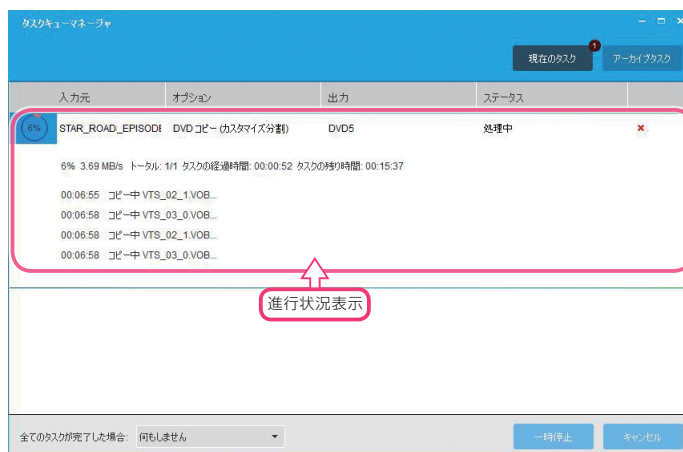 タスクキューマネージャ
現在のタスク 1 アーカイブタスク
入力元 オプション 出力 ステータス
6% STAR_ROAD_EPISODE DVD コピー (カスタマイズ分割) DVD5 処理中
6% 3.69 MB/s トータル: 1/1 タスクの経過時間: 00:00:52 タスクの残り時間: 00:15:37
00:06:55 コピー中 VTS_02_1.VOB...
00:06:58 コピー中 VTS_03_0.VOB...
00:06:58 コピー中 VTS_02_1.VOB...
00:06:58 コピー中 VTS_03_0.VOB...
進行状況表示
全てのタスクが完了した場合: 何もしません 一時停止 キャンセル